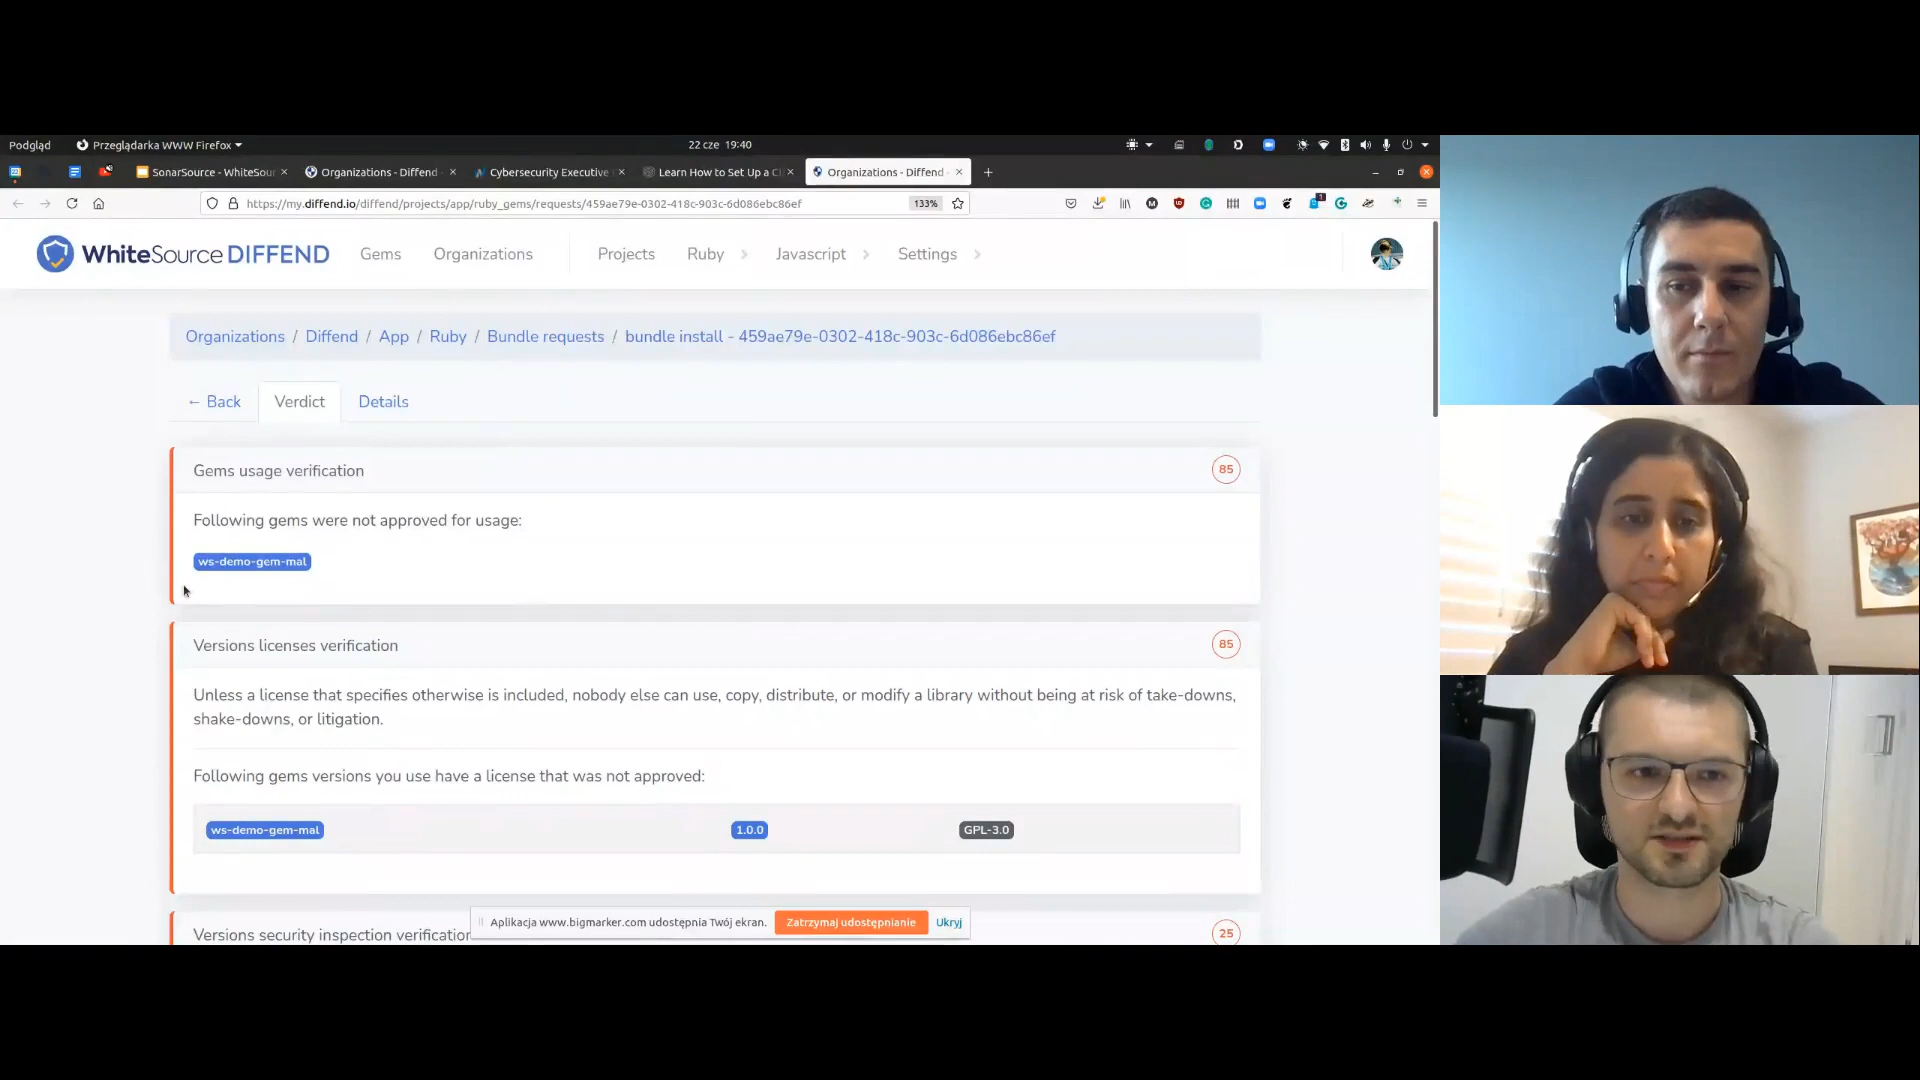 Podgląd
Przeglądarka WWW Firefox
22 cze 19:40
SonarSource - WhiteSour
Organizations - Diffend
Cybersecurity Executive
Learn How to Set Up a C
Organizations - Diffend
https://my.diffend.io/diffend/projects/app/ruby_gems/requests/459ae79e-0302-418c-903c-6d086ebc86ef
133%
WhiteSource DIFFEND
Gems
Organizations
Projects
Ruby
Javascript
Settings
Organizations / Diffend / App / Ruby / Bundle requests / bundle install - 459ae79e-0302-418c-903c-6d086ebc86ef
← Back
Verdict
Details
Gems usage verification
85
Following gems were not approved for usage:
ws-demo-gem-mal
Versions licenses verification
85
Unless a license that specifies otherwise is included, nobody else can use, copy, distribute, or modify a library without being at risk of take-downs,
shake-downs, or litigation.
Following gems versions you use have a license that was not approved:
ws-demo-gem-mal
1.0.0
GPL-3.0
Aplikacja www.bigmarker.com udostępnia Twój ekran.
Zatrzymaj udostępnianie
Ukryj
Versions security inspection verification
25